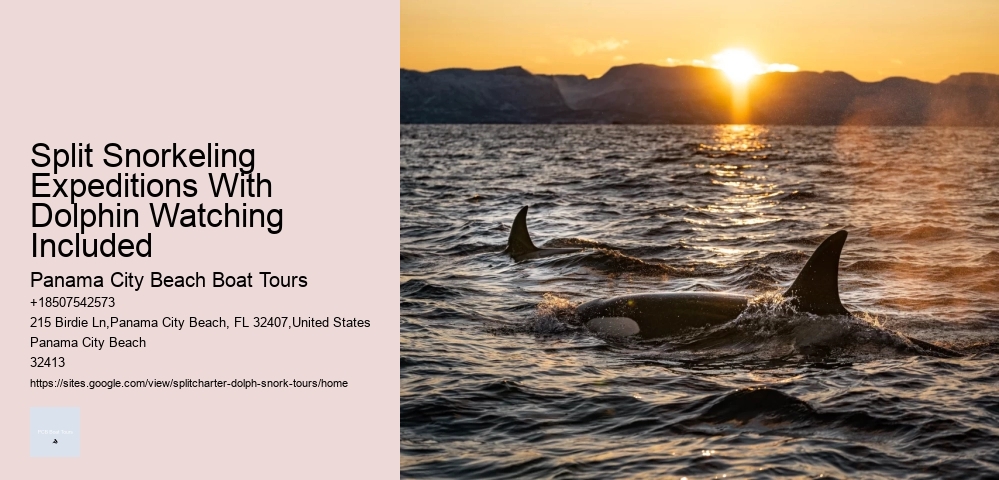 Split Snorkeling
Expeditions With
Dolphin Watching
Included
Panama City Beach Boat Tours
+18507542573
215 Birdie Ln,Panama City Beach, FL 32407,United States
Panama City Beach
32413
https://sites.google.com/view/splitcharter-dolph-snork-tours/home